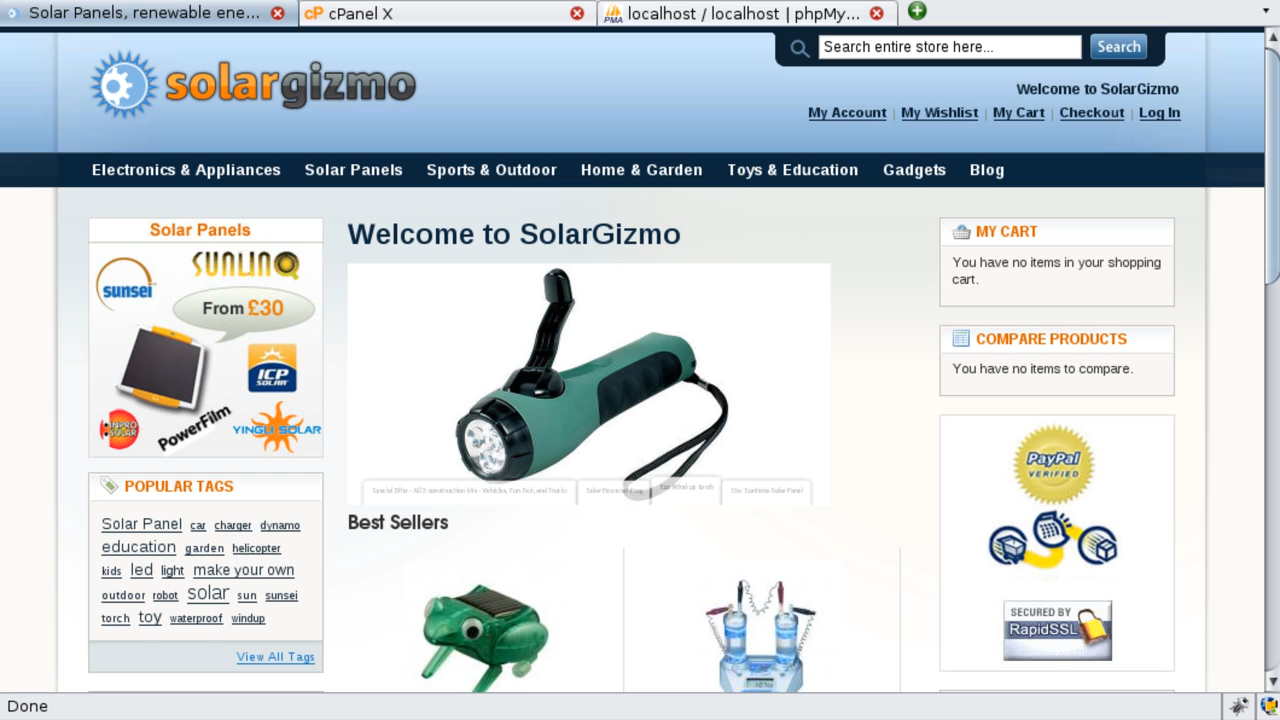 Solar Panels, renewable ene...
cPanel X
localhost / localhost | phpMy...
PMA
solargizmo
Search entire store here...
Search
Welcome to SolarGizmo
My Account | My Wishlist | My Cart | Checkout | Log In
Electronics & Appliances Solar Panels Sports & Outdoor Home & Garden Toys & Education Gadgets Blog
Solar Panels
SUNLINQ
sunsei
From £30
ICP
SOLAR
PowerFilm
YINGLI SOLAR
POPULAR TAGS
Solar Panel car charger dynamo
education garden helicopter
kids led light make your own
outdoor robot solar sun sunsei
torch toy waterproof windup
View All Tags
Welcome to SolarGizmo
Best Sellers
MY CART
You have no items in your shopping
cart.
COMPARE PRODUCTS
You have no items to compare.
PayPal
VERIFIED
SECURED BY
RapidSSL
Done